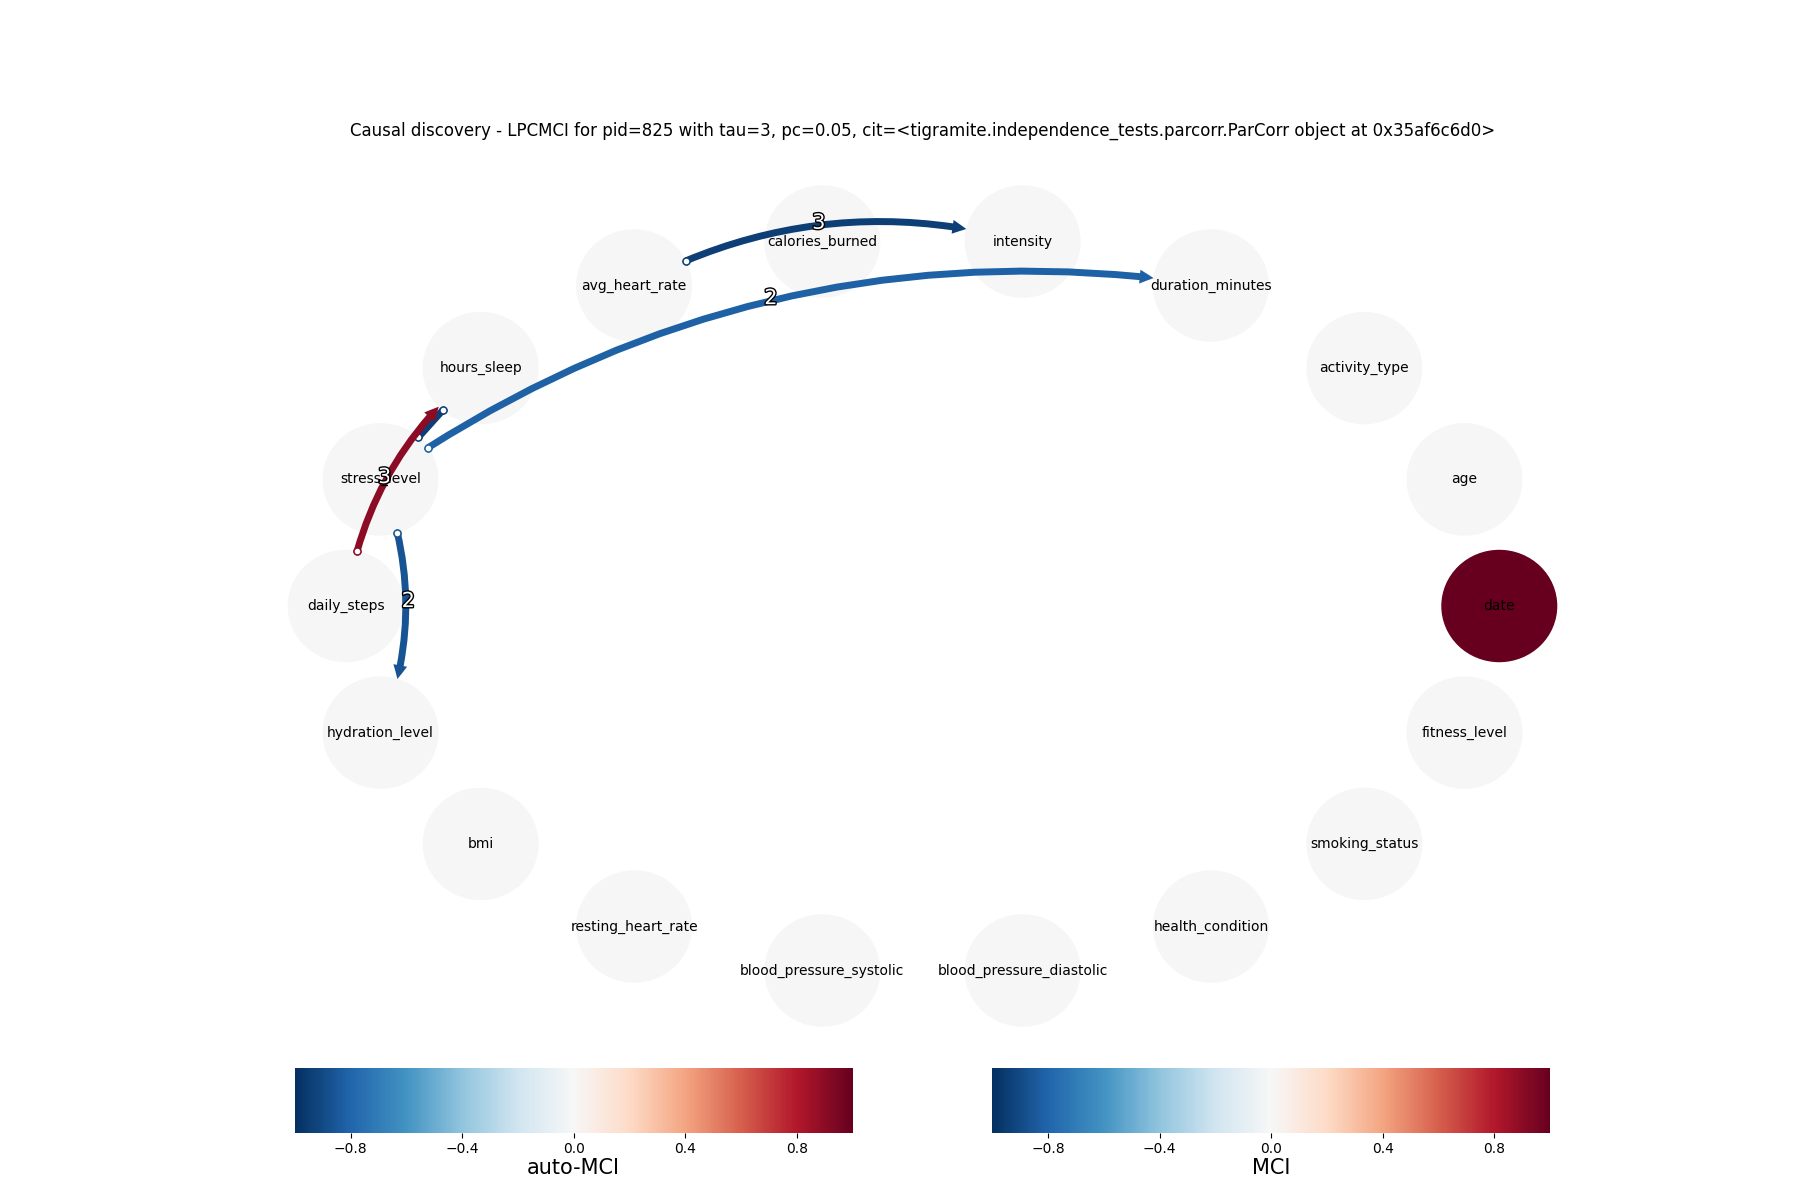 Causal discovery - LPCMCI for pid=825 with tau=3, pc=0.05, cit=<tigramite.independence_tests.parcorr.ParCorr object at 0x35af6c6d0>
3
calories_burned
intensity
avg_heart_rate
2
duration_minutes
hours_sleep
activity_type
3
stress_level
age
daily_steps
2
date
hydration_level
fitness_level
bmi
smoking_status
resting_heart_rate
health_condition
blood_pressure_systolic
blood_pressure_diastolic
−0.8 −0.4 0.0 0.4 0.8
auto-MCI
−0.8 −0.4 0.0 0.4 0.8
MCI